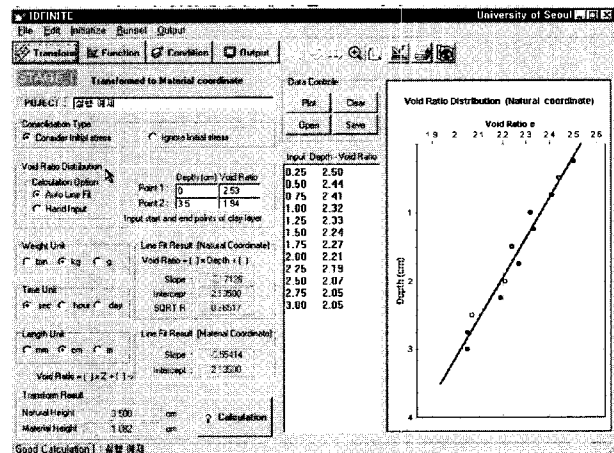 IDFINITE
University of Seoul
File Edit Initialize Runset Output
Transform Function Condition Output
STAGE I Transformed to Material coordinate
PROJECT : 실행 예제
Consolidation Type
Consider Initial stress Ignore Initial stress
Void Ratio Distribution
Calculation Option
Auto Line Fit
Hand Input
Depth (cm) Void Ratio
Point 1 : 0 2.53
Point 2 : 3.5 1.94
Input start and end points of clay layer
Weight Unit
ton kg g
Time Unit
sec hour day
Length Unit
mm cm m
Void Ratio = ( ) x Z + ( )
Line Fit Result (Natural Coordinate)
Void Ratio = ( ) x Depth + ( )
Slope
Intercept
SQRT R
Line Fit Result (Material Coordinate)
Slope
Intercept
Transform Result
Natural Height 3.500 cm
Material Height 1.082 cm
Calculation
Good Calculation ! 실행 예제
Data Controls
Plot Clear
Open Save
Input Depth - Void Ratio
0.25 2.50
0.50 2.44
0.75 2.41
1.00 2.32
1.25 2.33
1.50 2.24
1.75 2.27
2.00 2.21
2.25 2.19
2.50 2.07
2.75 2.05
3.00 2.05
Void Ratio Distribution (Natural coordinate)
Void Ratio e
1.9 2 2.1 2.2 2.3 2.4 2.5 2.6
Depth (cm)
1
2
3
4